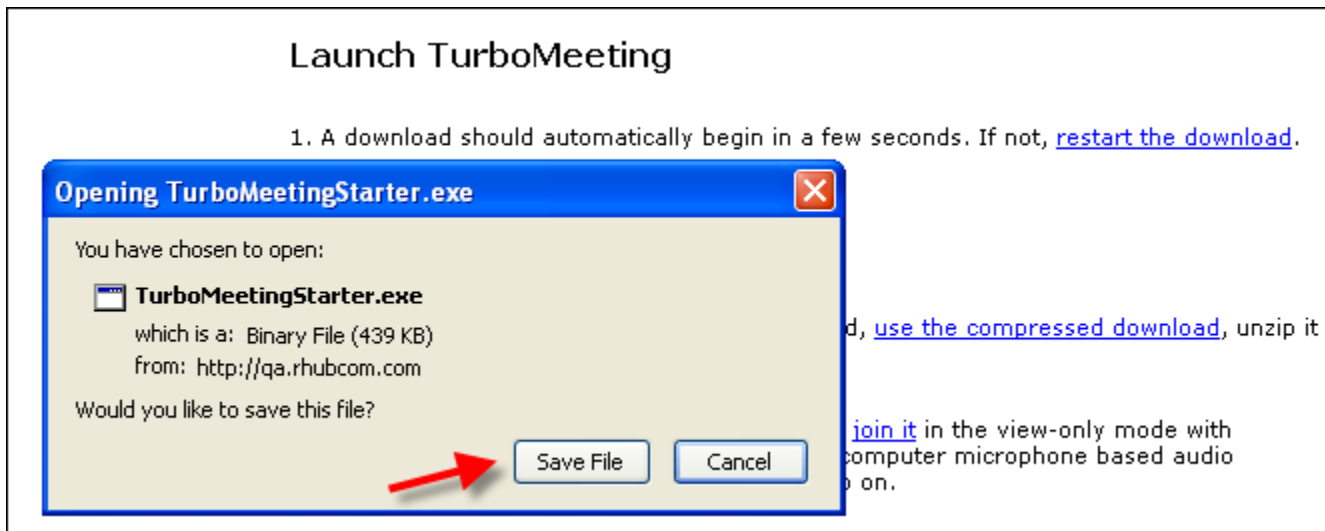 Launch TurboMeeting
1. A download should automatically begin in a few seconds. If not, restart the download.
Opening TurboMeetingStarter.exe
You have chosen to open:
TurboMeetingStarter.exe
which is a: Binary File (439 KB)
from: http://qa.rhubcom.com
Would you like to save this file?
Save File Cancel
, use the compressed download, unzip it
join it in the view-only mode with
computer microphone based audio
on.